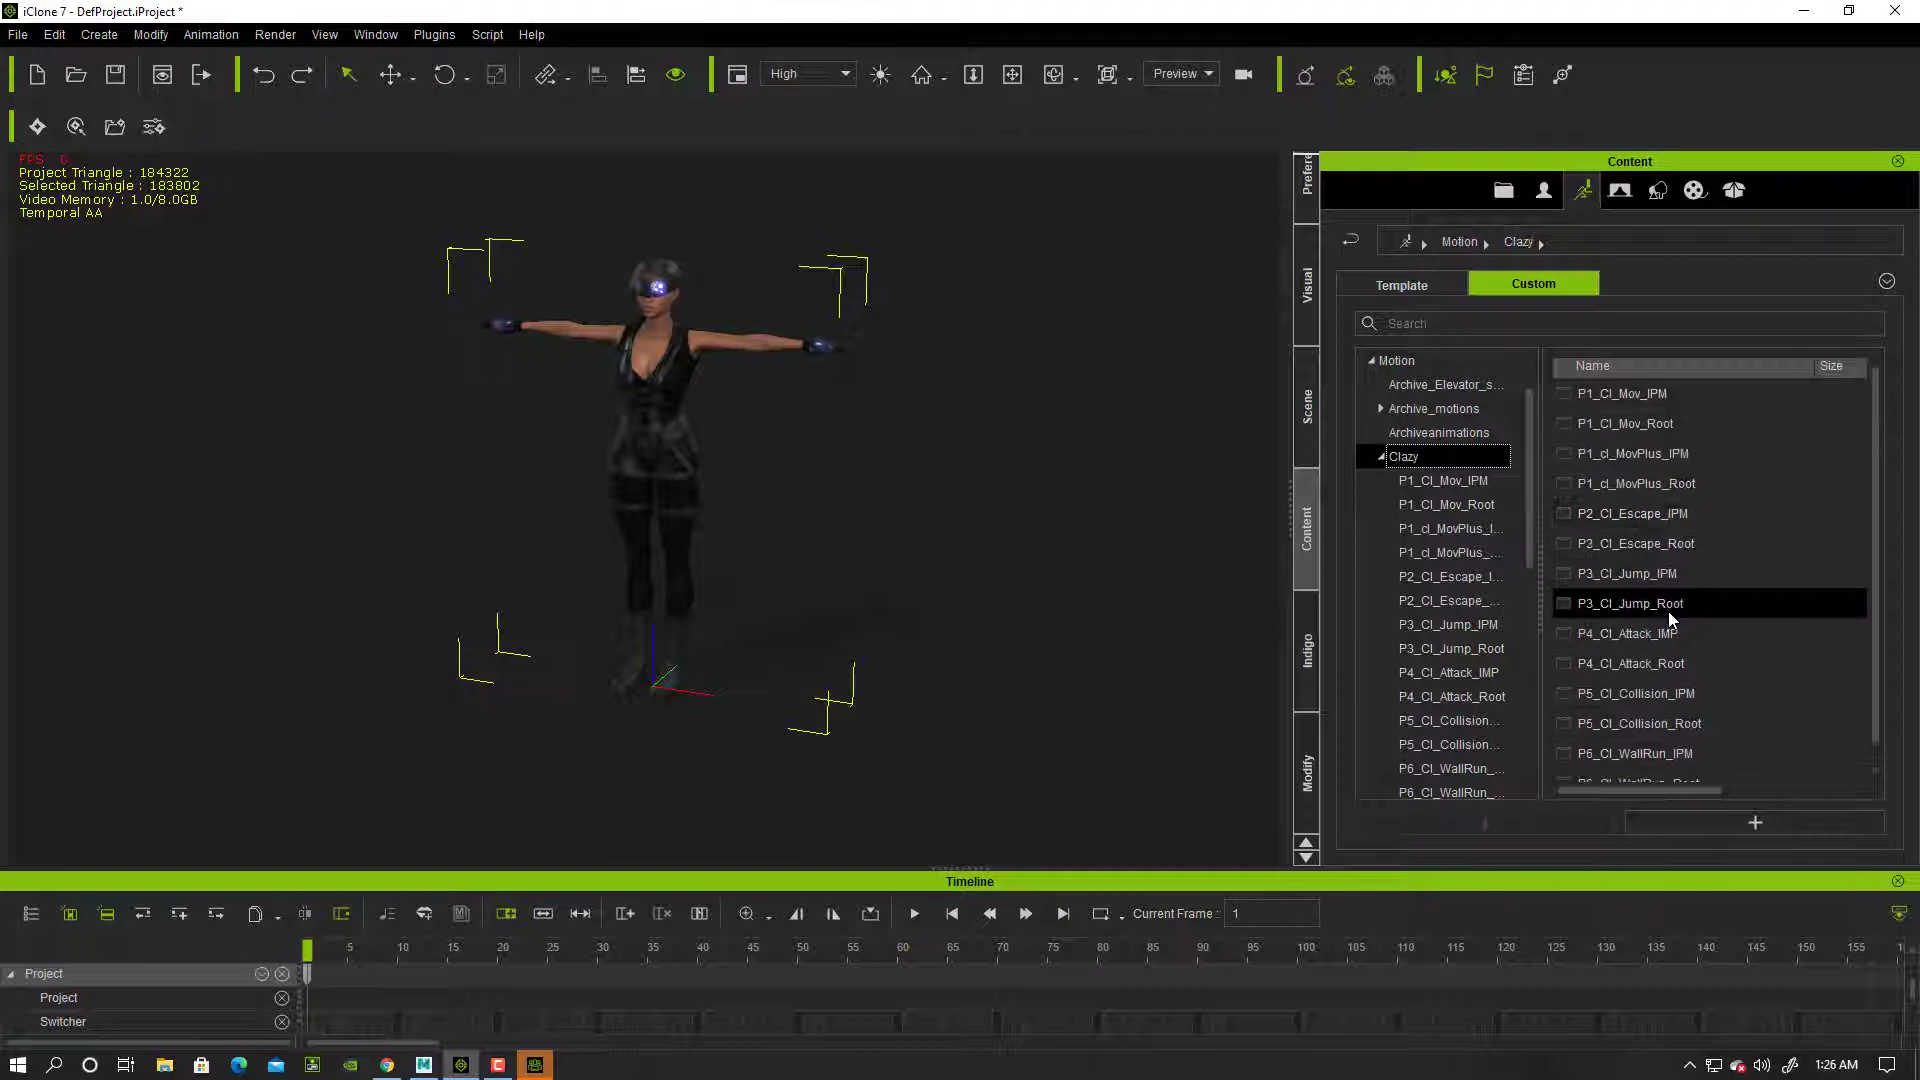 iClone 7 - DefProject.iProject *
File Edit Create Modify Animation Render View Window Plugins Script Help
High
Preview
FPS : 0
Project Triangle : 184322
Selected Triangle : 183802
Video Memory : 1.0/8.0GB
Temporal AA
Prefere
Visual
Scene
Content
Indigo
Modify
Content
Motion Clazy
Template Custom
Search
Motion
Archive_Elevator_s...
Archive_motions
Archiveanimations
Clazy
P1_Cl_Mov_IPM
P1_Cl_Mov_Root
P1_cl_MovPlus_I...
P1_cl_MovPlus_...
P2_Cl_Escape_I...
P2_Cl_Escape_...
P3_Cl_Jump_IPM
P3_Cl_Jump_Root
P4_Cl_Attack_IMP
P4_Cl_Attack_Root
P5_Cl_Collision...
P5_Cl_Collision...
P6_Cl_WallRun_...
P6_Cl_WallRun_...
Name Size
P1_Cl_Mov_IPM
P1_Cl_Mov_Root
P1_cl_MovPlus_IPM
P1_cl_MovPlus_Root
P2_Cl_Escape_IPM
P3_Cl_Escape_Root
P3_Cl_Jump_IPM
P3_Cl_Jump_Root
P4_Cl_Attack_IMP
P4_Cl_Attack_Root
P5_Cl_Collision_IPM
P5_Cl_Collision_Root
P6_Cl_WallRun_IPM
P6_Cl_WallRun_Root
Timeline
Current Frame : 1
5 10 15 20 25 30 35 40 45 50 55 60 65 70 75 80 85 90 95 100 105 110 115 120 125 130 135 140 145 150 155 1
Project
Project
Switcher
1:26 AM